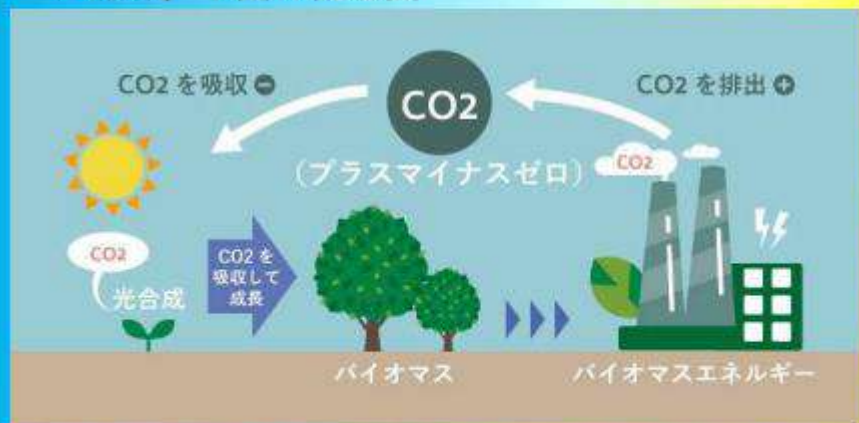 CO2 を吸収 ⊖
CO2
CO2 を排出 ⊕
(プラスマイナスゼロ)
CO2
CO2
光合成
CO2 を
吸収して
成長
バイオマス
バイオマスエネルギー